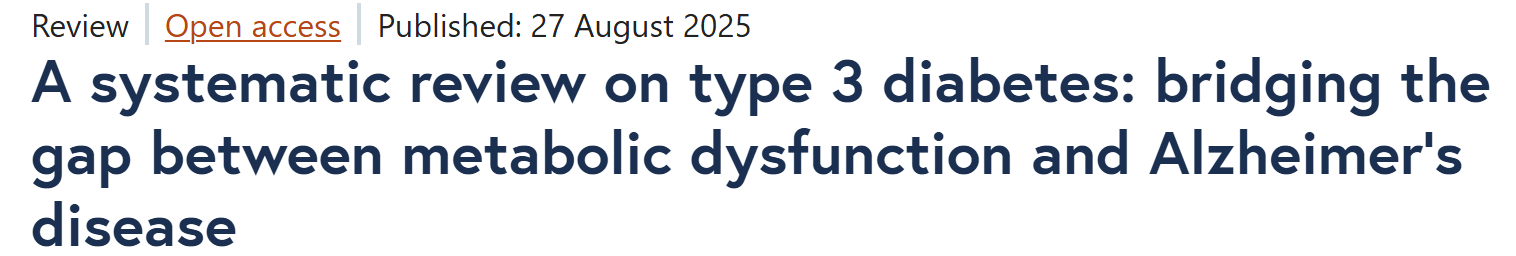 Review | Open access | Published: 27 August 2025
A systematic review on type 3 diabetes: bridging the
gap between metabolic dysfunction and Alzheimer's
disease